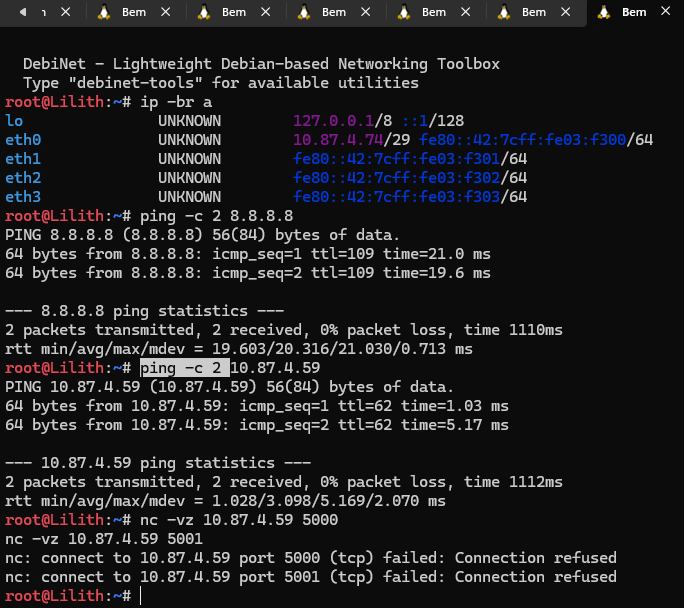 n Bem Bem Bem Bem Bem Bem
DebiNet - Lightweight Debian-based Networking Toolbox
Type "debinet-tools" for available utilities
root@Lilith:~# ip -br a
lo UNKNOWN 127.0.0.1/8 ::1/128
eth0 UNKNOWN 10.87.4.74/29 fe80::42:7cff:fe03:f300/64
eth1 UNKNOWN fe80::42:7cff:fe03:f301/64
eth2 UNKNOWN fe80::42:7cff:fe03:f302/64
eth3 UNKNOWN fe80::42:7cff:fe03:f303/64
root@Lilith:~# ping -c 2 8.8.8.8
PING 8.8.8.8 (8.8.8.8) 56(84) bytes of data.
64 bytes from 8.8.8.8: icmp_seq=1 ttl=109 time=21.0 ms
64 bytes from 8.8.8.8: icmp_seq=2 ttl=109 time=19.6 ms
--- 8.8.8.8 ping statistics ---
2 packets transmitted, 2 received, 0% packet loss, time 1110ms
rtt min/avg/max/mdev = 19.603/20.316/21.030/0.713 ms
root@Lilith:~# ping -c 2 10.87.4.59
PING 10.87.4.59 (10.87.4.59) 56(84) bytes of data.
64 bytes from 10.87.4.59: icmp_seq=1 ttl=62 time=1.03 ms
64 bytes from 10.87.4.59: icmp_seq=2 ttl=62 time=5.17 ms
--- 10.87.4.59 ping statistics ---
2 packets transmitted, 2 received, 0% packet loss, time 1112ms
rtt min/avg/max/mdev = 1.028/3.098/5.169/2.070 ms
root@Lilith:~# nc -vz 10.87.4.59 5000
nc -vz 10.87.4.59 5001
nc: connect to 10.87.4.59 port 5000 (tcp) failed: Connection refused
nc: connect to 10.87.4.59 port 5001 (tcp) failed: Connection refused
root@Lilith:~#